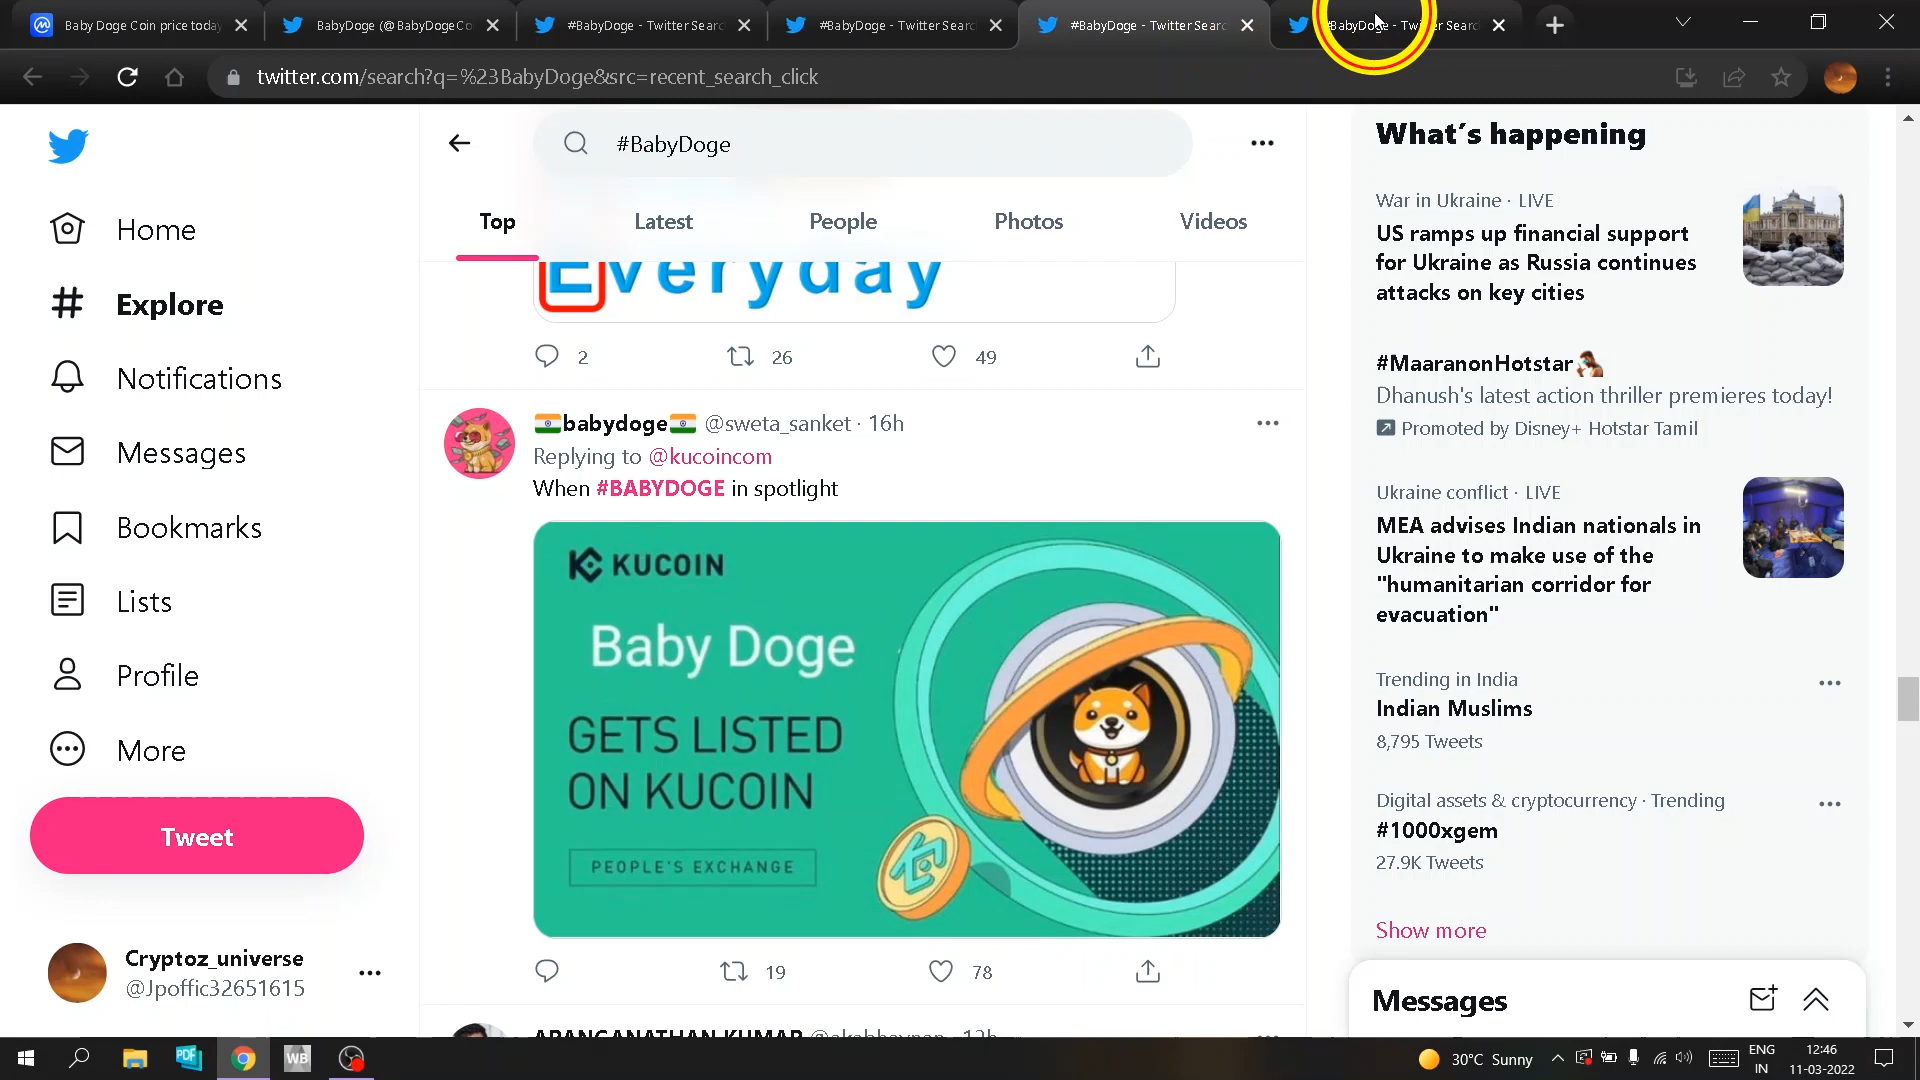 Baby Doge Coin price today
BabyDoge (@BabyDogeCo
#BabyDoge - Twitter Searc
#BabyDoge - Twitter Searc
#BabyDoge - Twitter Searc
#BabyDoge - Twitter Searc
twitter.com/search?q=%23BabyDoge&src=recent_search_click
#BabyDoge
Top
Latest
People
Photos
Videos
Home
Explore
Notifications
Messages
Bookmarks
Lists
Profile
More
Tweet
Cryptoz_universe
@Jpoffic32651615
Everyday
2
26
49
babydoge @sweta_sanket · 16h
Replying to @kucoincom
When #BABYDOGE in spotlight
KUCOIN
Baby Doge
GETS LISTED
ON KUCOIN
PEOPLE'S EXCHANGE
19
78
What's happening
War in Ukraine · LIVE
US ramps up financial support
for Ukraine as Russia continues
attacks on key cities
#MaaranonHotstar
Dhanush's latest action thriller premieres today!
Promoted by Disney+ Hotstar Tamil
Ukraine conflict · LIVE
MEA advises Indian nationals in
Ukraine to make use of the
"humanitarian corridor for
evacuation"
Trending in India
Indian Muslims
8,795 Tweets
Digital assets & cryptocurrency · Trending
#1000xgem
27.9K Tweets
Show more
Messages
PDF
WB
30°C Sunny
ENG
IN
12:46
11-03-2022